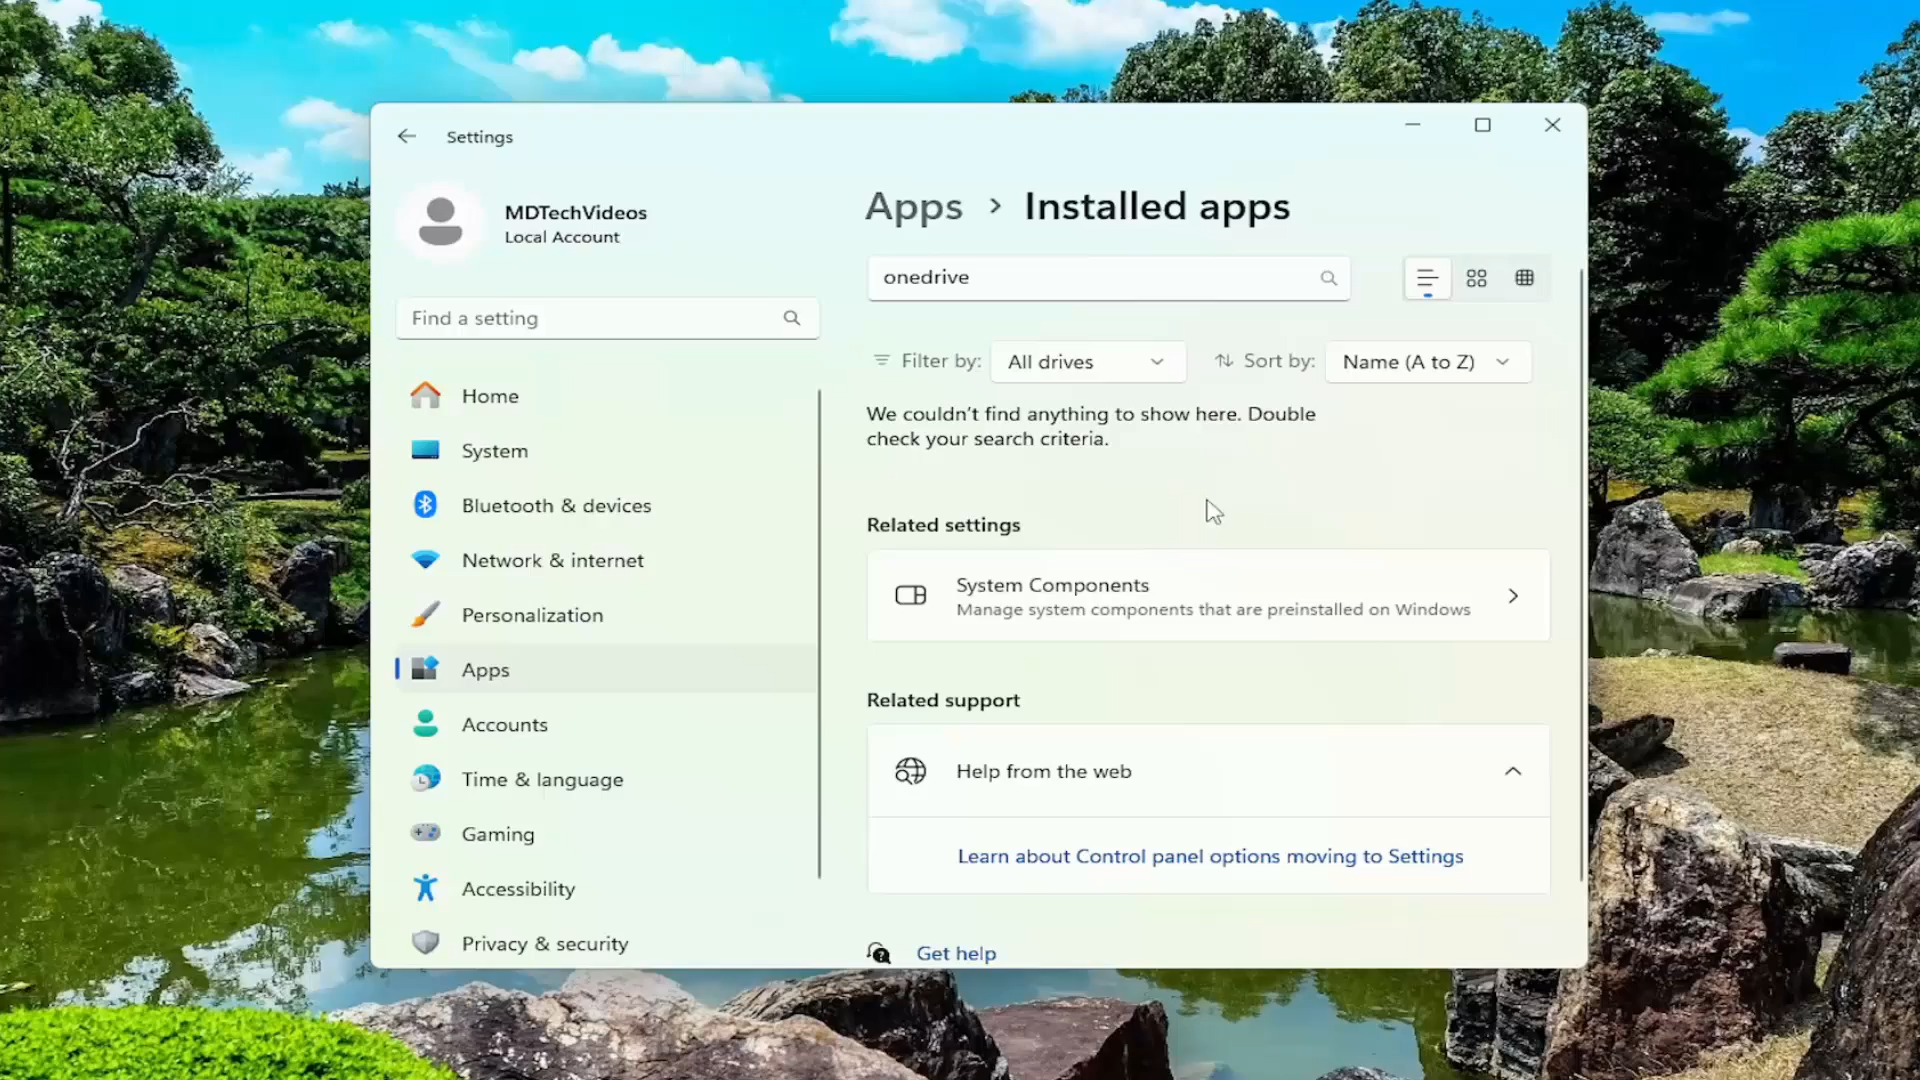 Settings
MDTechVideos
Local Account
Find a setting
Home
System
Bluetooth & devices
Network & internet
Personalization
Apps
Accounts
Time & language
Gaming
Accessibility
Privacy & security
Apps > Installed apps
onedrive
Filter by: All drives
Sort by: Name (A to Z)
We couldn't find anything to show here. Double
check your search criteria.
Related settings
System Components
Manage system components that are preinstalled on Windows
Related support
Help from the web
Learn about Control panel options moving to Settings
Get help